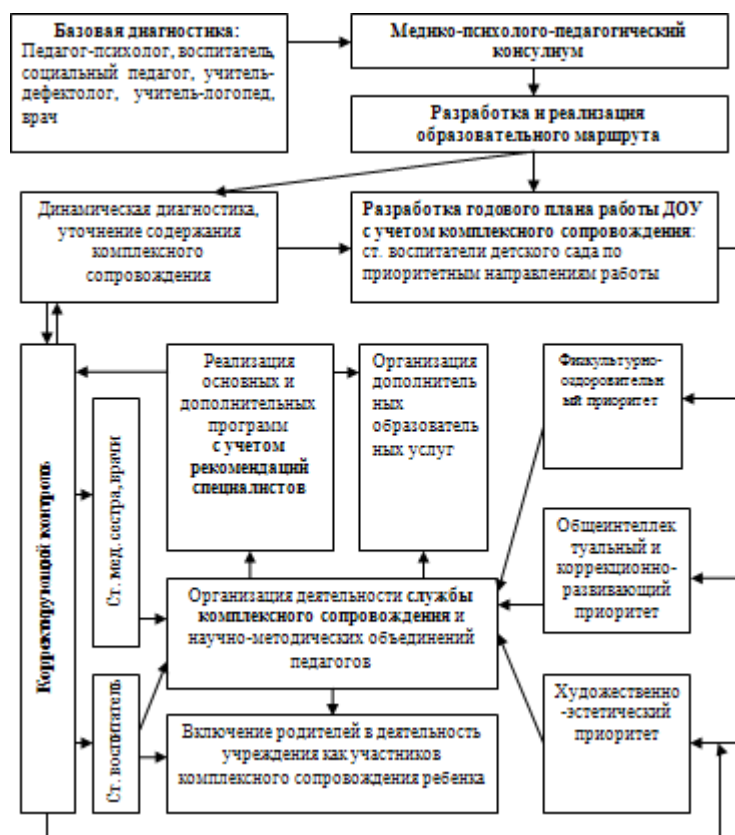 Базовая диагностика:
Педагог-психолог, воспитатель,
социальный педагог, учитель-
дефектолог, учитель-логопед,
врач
Медико-психолого-педагогический
консулиум
Разработка и реализация
образовательного маршрута
Динамическая диагностика,
уточнение содержания
комплексного
сопровождения
Разработка годового плана работы ДОУ
с учетом комплексного сопровождения:
ст. воспитатели детского сада по
приоритетным направлениям работы
Корректирующий контроль
Ст. мед. сестра, врачи
Ст. воспитатель
Реализация
основных и
дополнительных
программ
с учетом
рекомендаций
специалистов
Организация
дополнитель
ных
образователь
ных услуг
Физкультурно-
оздоровительн
ый приоритет
Общеинтеллек
туальный и
коррекционно-
развивающий
приоритет
Организация деятельности службы
комплексного сопровождения и
научно-методических объединений
педагогов
Художественно
-эстетический
приоритет
Включение родителей в деятельность
учреждения как участников
комплексного сопровождения ребенка